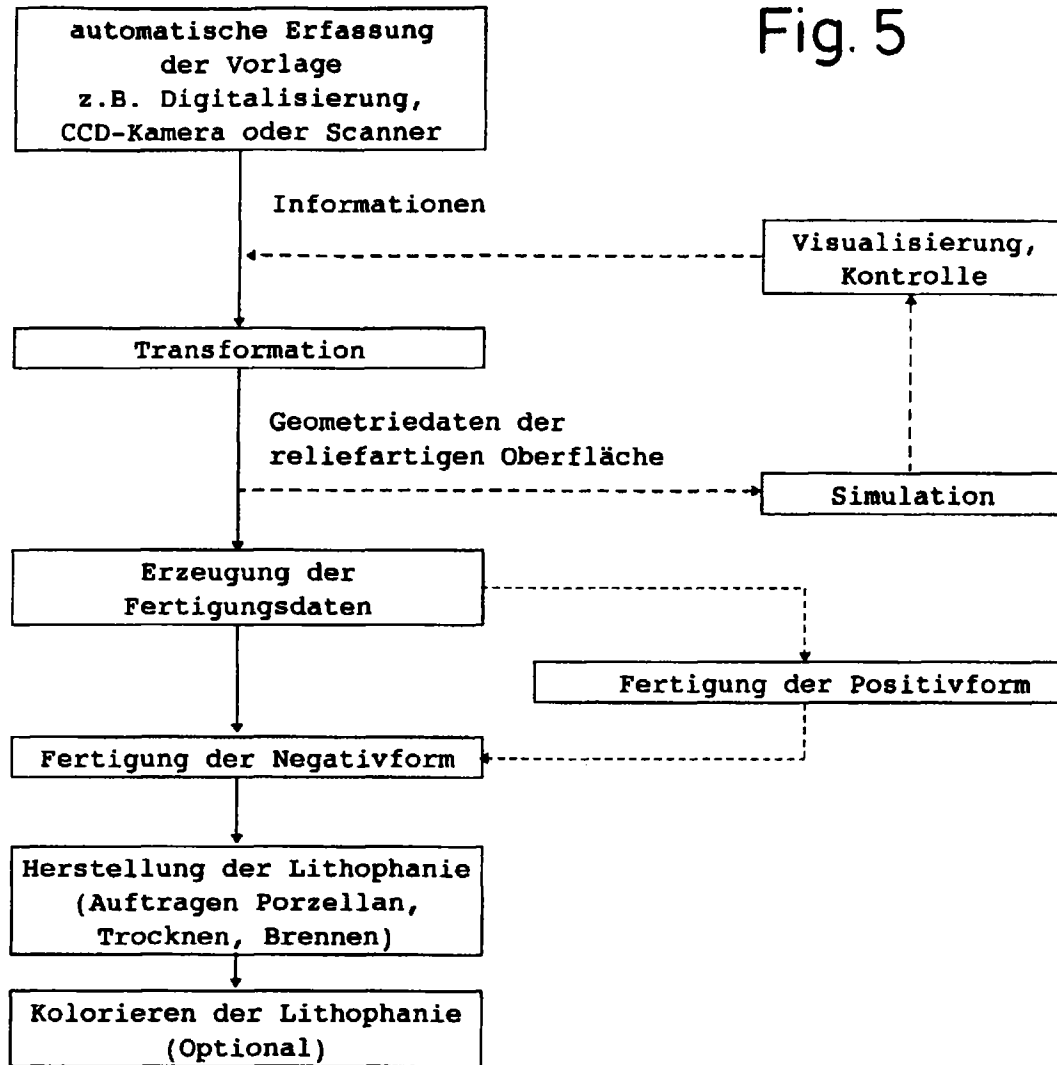 Fig. 5
automatische Erfassung
der Vorlage
z.B. Digitalisierung,
CCD-Kamera oder Scanner
Informationen
Visualisierung,
Kontrolle
Transformation
Geometriedaten der
reliefartigen Oberfläche
Simulation
Erzeugung der
Fertigungsdaten
Fertigung der Positivform
Fertigung der Negativform
Herstellung der Lithophanie
(Auftragen Porzellan,
Trocknen, Brennen)
Kolorieren der Lithophanie
(Optional)